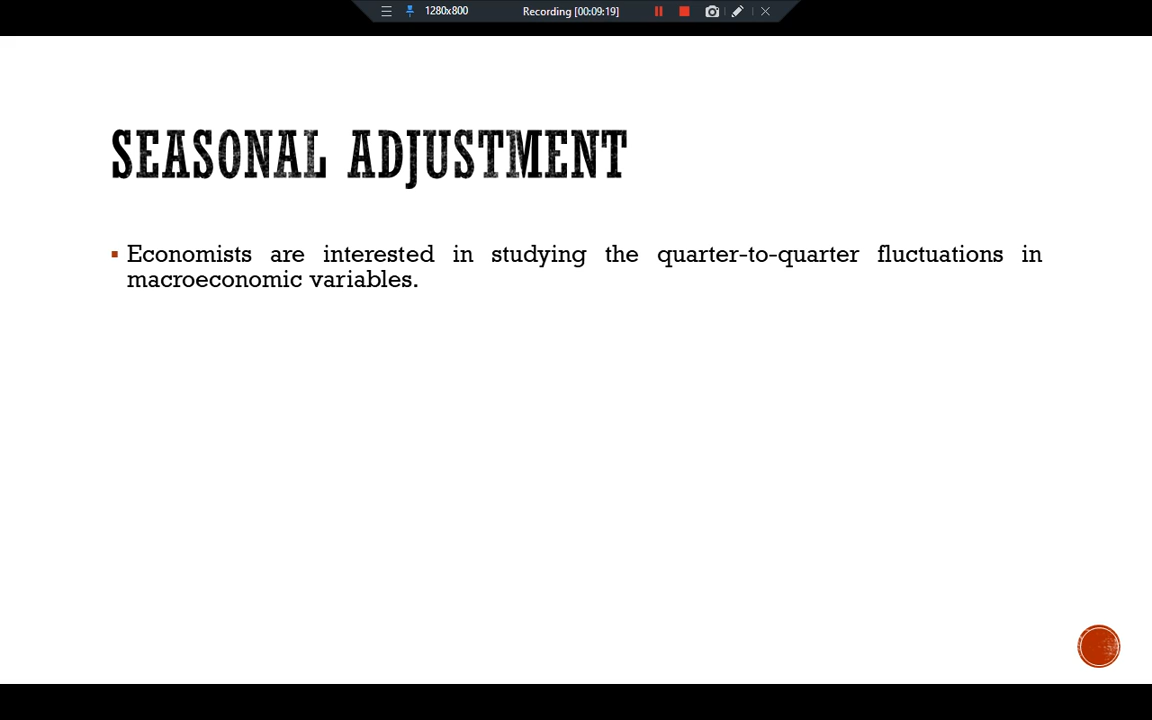 1280x800 Recording [00:09:19]
SEASONAL ADJUSTMENT
Economists are interested in studying the quarter-to-quarter fluctuations in
macroeconomic variables.